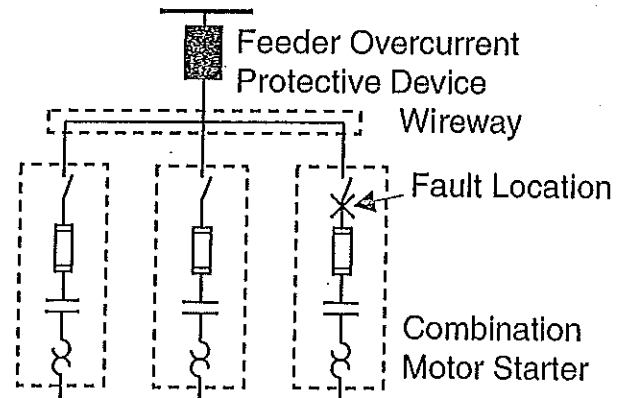 Feeder Overcurrent
Protective Device
Wireway
Fault Location
Combination
Motor Starter